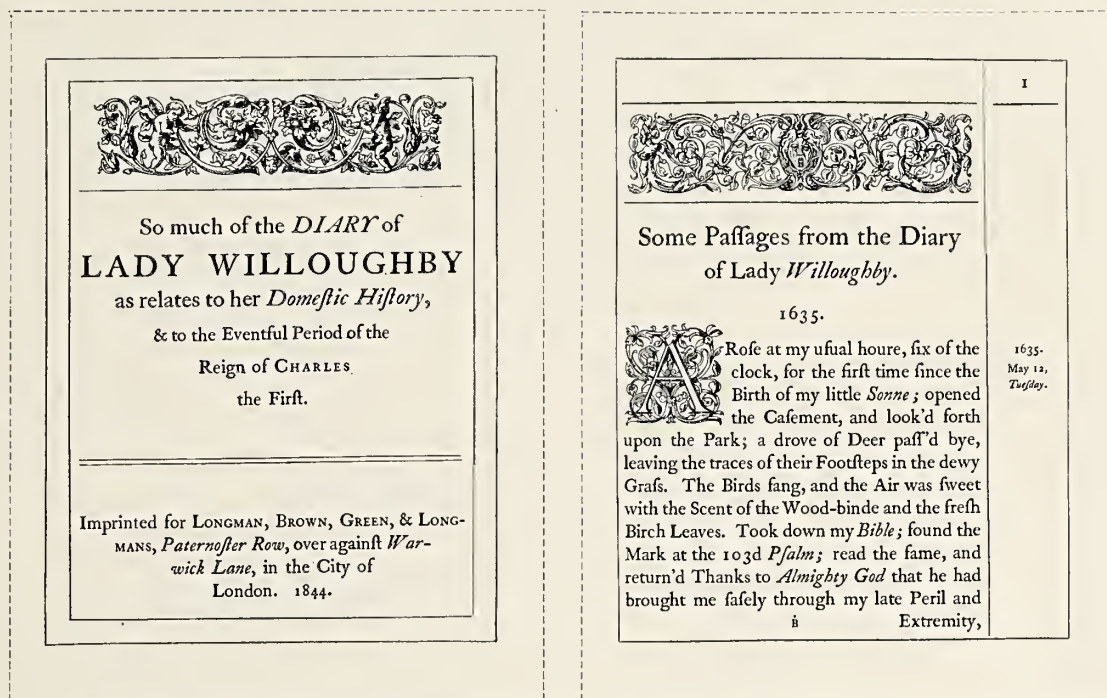 So much of the DIARY of
LADY WILLOUGHBY
as relates to her Domeſtic Hiſtory,
& to the Eventful Period of the
Reign of CHARLES
the Firſt.
Imprinted for LONGMAN, BROWN, GREEN, & LONG-
MANS, Paternoſter Row, over againſt War-
wick Lane, in the City of
London. 1844.
1
Some Paſſages from the Diary
of Lady Willoughby.
1635.
A Roſe at my uſual houre, ſix of the
clock, for the firſt time ſince the
Birth of my little Sonne; opened
the Caſement, and look'd forth
upon the Park; a drove of Deer paſſ'd bye,
leaving the traces of their Footſteps in the dewy
Graſs. The Birds ſang, and the Air was ſweet
with the Scent of the Wood-binde and the freſh
Birch Leaves. Took down my Bible; found the
Mark at the 103d Pſalm; read the ſame, and
return'd Thanks to Almighty God that he had
brought me ſafely through my late Peril and
B Extremity,
1635.
May 12,
Tueſday.